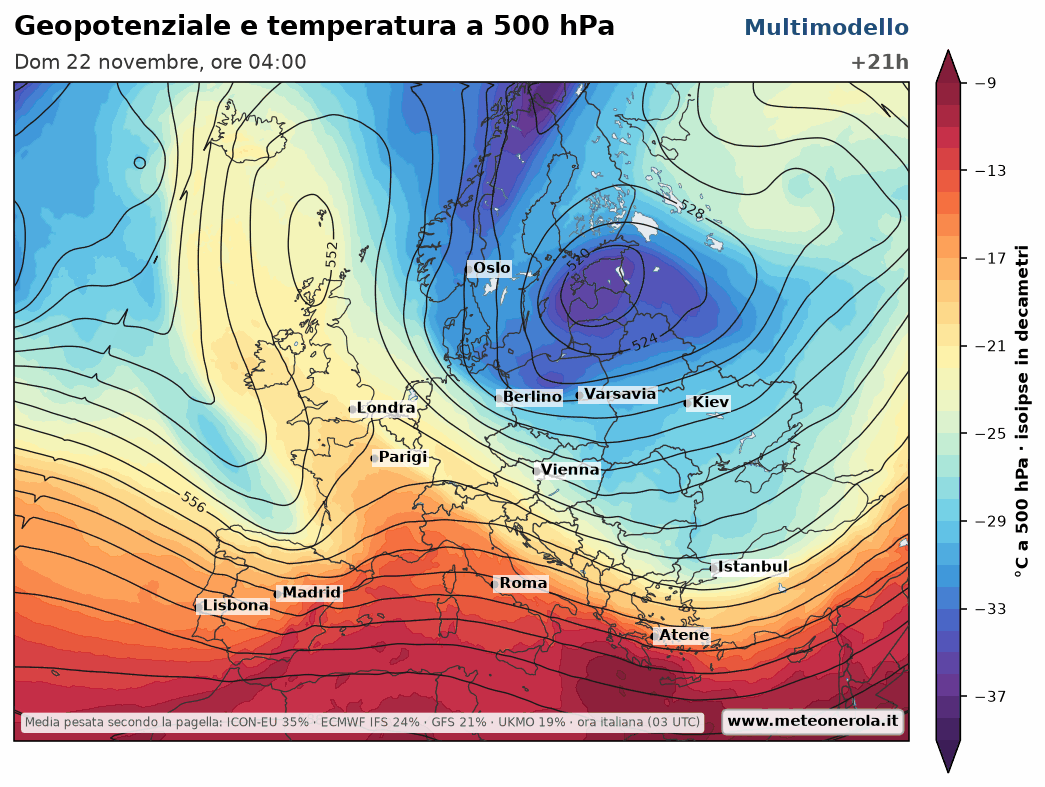 Geopotenziale e temperatura a 500 hPa
Multimodello
Dom 22 novembre, ore 04:00
+21h
−9
−13
−17
−21
−25
−29
−33
−37
°C a 500 hPa · isoipse in decametri
528
552
520
Oslo
524
Berlino
Varsavia
Kiev
Londra
Parigi
Vienna
556
Istanbul
Roma
Madrid
Lisbona
Atene
Media pesata secondo la pagella: ICON-EU 35% · ECMWF IFS 24% · GFS 21% · UKMO 19% · ora italiana (03 UTC)
www.meteonerola.it